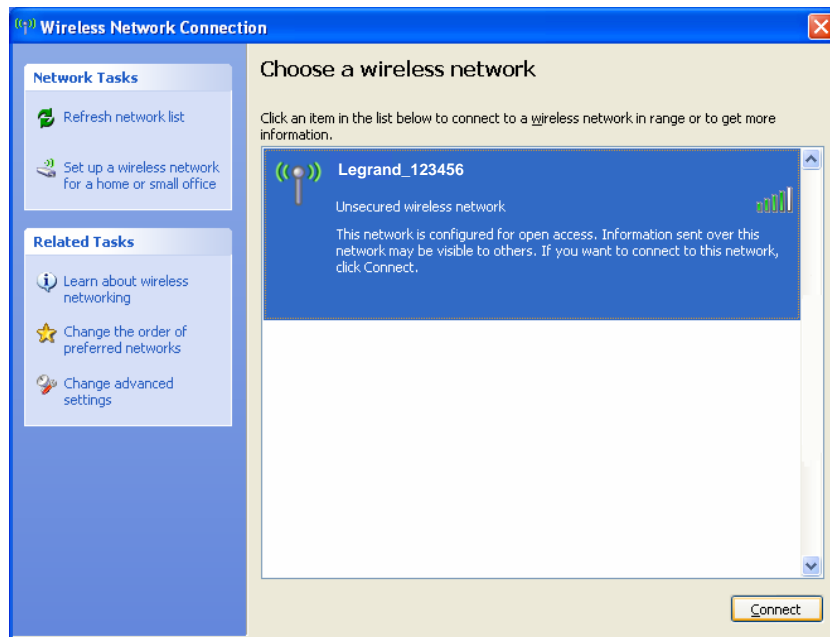 Wireless Network Connection
Network Tasks
Refresh network list
Set up a wireless network
for a home or small office
Related Tasks
Learn about wireless
networking
Change the order of
preferred networks
Change advanced
settings
Choose a wireless network
Click an item in the list below to connect to a wireless network in range or to get more
information.
Legrand_123456
Unsecured wireless network
This network is configured for open access. Information sent over this
network may be visible to others. If you want to connect to this network,
click Connect.
Connect